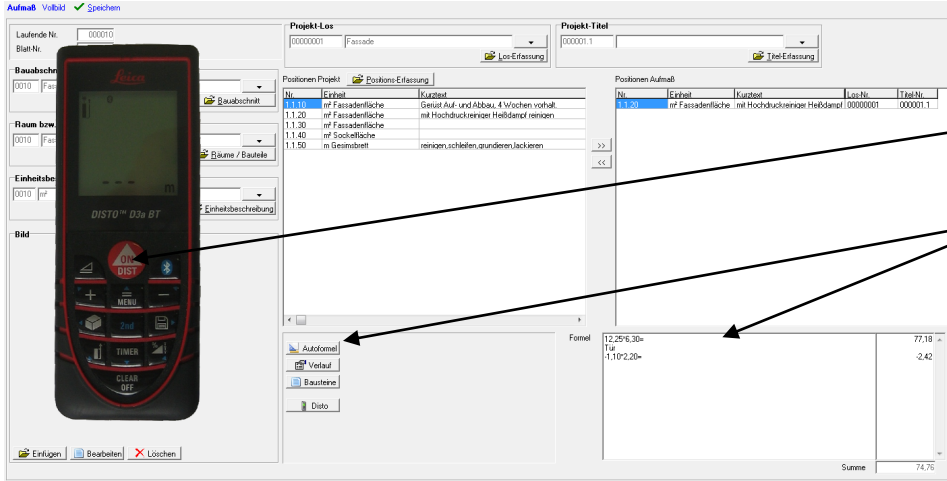 Aufmaß Vollbild Speichern
Laufende Nr. 000010
Blatt-Nr.
Bauabschn
0010 Fas
Bauabschnitt
Raum bzw.
0010 Fas
Räume / Bauteile
Einheitsbe
0010 m²
Einheitsbeschreibung
Bild
Leica
0
--- m
DISTO™ D3a BT
ON
DIST
+ = −
MENU
2nd
TIMER
CLEAR
OFF
Einfügen Bearbeiten Löschen
Projekt-Los
00000001 Fassade
Los-Erfassung
Projekt-Titel
000001.1
Titel-Erfassung
Positionen Projekt Positions-Erfassung
Nr. Einheit Kurztext
1.1.10 m² Fassadenfläche Gerüst Auf- und Abbau, 4 Wochen vorhalt.
1.1.20 m² Fassadenfläche mit Hochdruckreiniger Heißdampf reinigen
1.1.30 m² Fassadenfläche
1.1.40 m² Sockelfläche
1.1.50 m Gesimsbrett reinigen,schleifen,grundieren,lackieren
>>
<<
Positionen Aufmaß
Nr. Einheit Kurztext Los-Nr. Titel-Nr.
1.1.20 m² Fassadenfläche mit Hochdruckreiniger Heißdampf 00000001 000001.1
Autoformel
Verlauf
Bausteine
Disto
Formel
12,25*6,30= 77,18
Tür
-1,10*2,20= -2,42
Summe 74,76